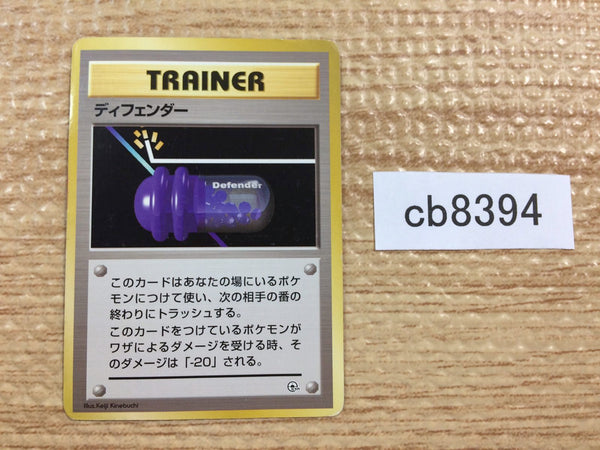 TRAINER
ディフェンダー
Defender
このカードはあなたの場にいるポケ
モンにつけて使い、次の相手の番の
終わりにトラッシュする。
このカードをつけているポケモンが
ワザによるダメージを受ける時、そ
のダメージは「-20」される。
Illus.Keiji Kinebuchi
cb8394